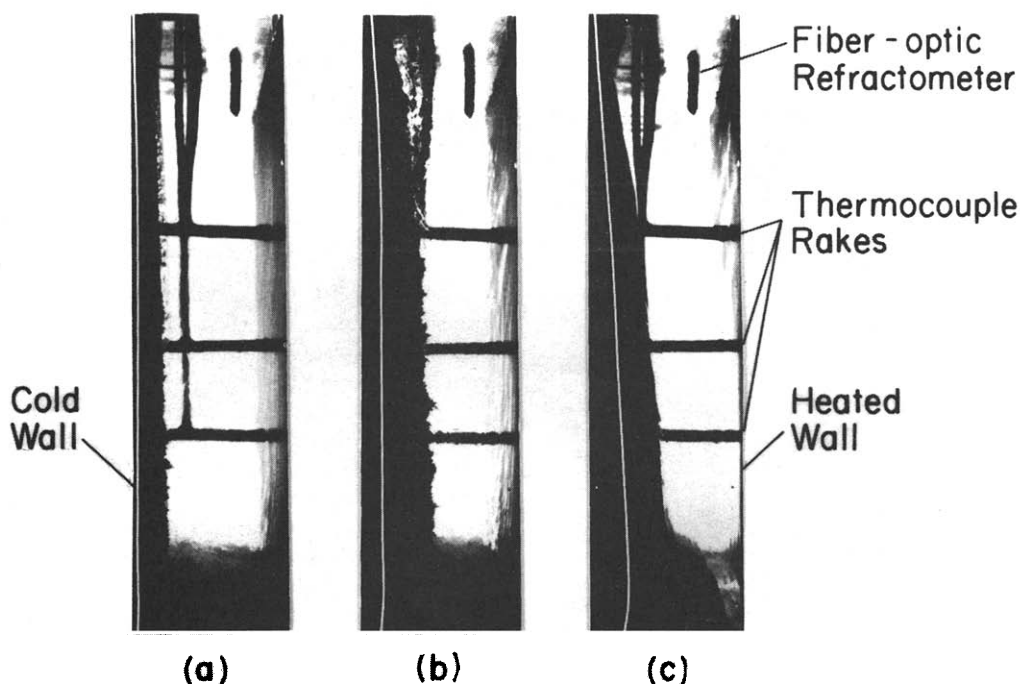 Fiber-optic
Refractometer
Thermocouple
Rakes
Cold
Wall
Heated
Wall
(a)
(b)
(c)